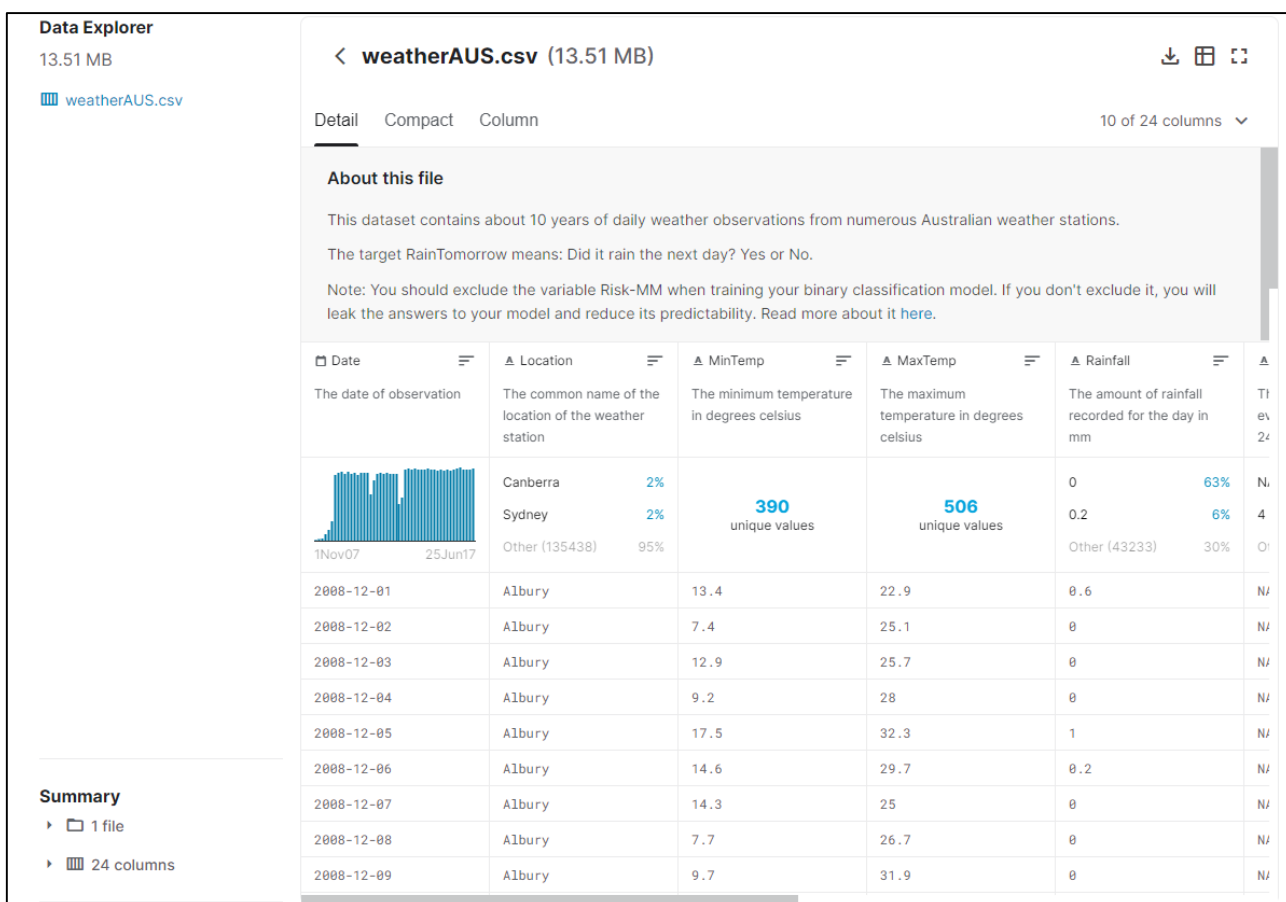 Data Explorer
13.51 MB
weatherAUS.csv
weatherAUS.csv (13.51 MB)
Detail Compact Column
10 of 24 columns
About this file
This dataset contains about 10 years of daily weather observations from numerous Australian weather stations.
The target RainTomorrow means: Did it rain the next day? Yes or No.
Note: You should exclude the variable Risk-MM when training your binary classification model. If you don't exclude it, you will
leak the answers to your model and reduce its predictability. Read more about it here.
Date Location MinTemp MaxTemp Rainfall
The date of observation
The common name of the
location of the weather
station
The minimum temperature
in degrees celsius
The maximum
temperature in degrees
celsius
The amount of rainfall
recorded for the day in
mm
1Nov07 25Jun17
Canberra 2%
Sydney 2%
Other (135438) 95%
390
unique values
506
unique values
0 63%
0.2 6%
Other (43233) 30%
4
2008-12-01 Albury 13.4 22.9 0.6 NA
2008-12-02 Albury 7.4 25.1 0 NA
2008-12-03 Albury 12.9 25.7 0 NA
2008-12-04 Albury 9.2 28 0 NA
2008-12-05 Albury 17.5 32.3 1 NA
2008-12-06 Albury 14.6 29.7 0.2 NA
2008-12-07 Albury 14.3 25 0 NA
2008-12-08 Albury 7.7 26.7 0 NA
2008-12-09 Albury 9.7 31.9 0 NA
Summary
1 file
24 columns